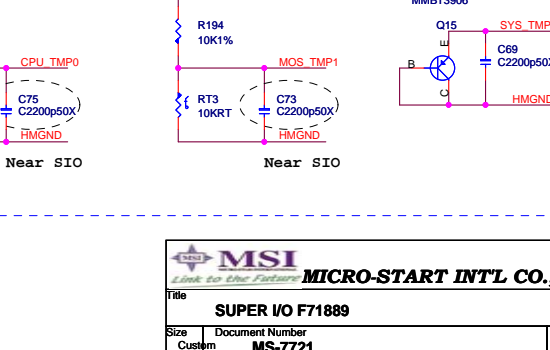 MMBT3906
R194
10K1%
Q15
SYS_TMP
CPU_TMP0
MOS_TMP1
E
B
C
C69
C2200p50X
C75
C2200p50X
RT3
10KRT
C73
C2200p50X
HMGND
HMGND
HMGND
Near SIO
Near SIO
MSI
MSI
Link to the Future
MICRO-START INT'L CO.,
Title
SUPER I/O F71889
Size
Document Number
Custom
MS-7721